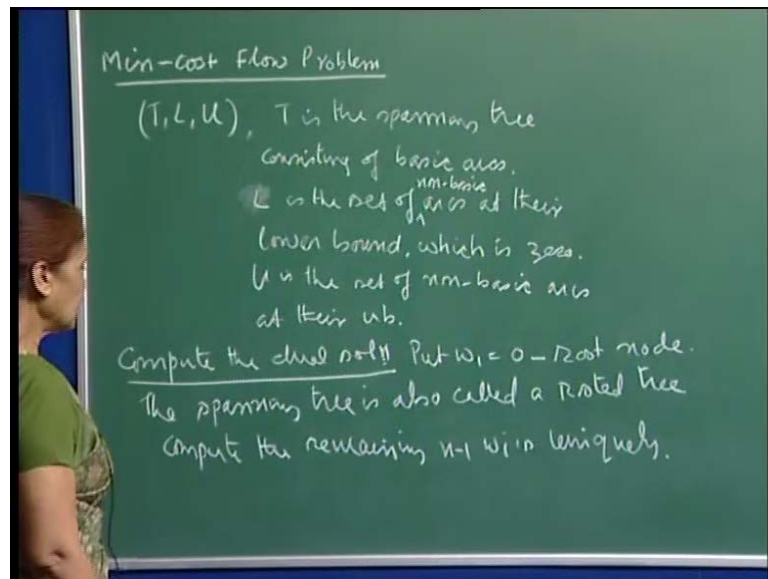 Min-cost Flow Problem
(T, L, U), T is the spanning tree
consisting of basic arcs.
L is the set of non-basic arcs at their
lower bound, which is zero.
U is the set of non-basic arcs
at their ub.
Compute the dual soln Put w₁ = 0 - Root node.
The spanning tree is also called a Rooted tree
compute the remaining n-1 wi's uniquely.